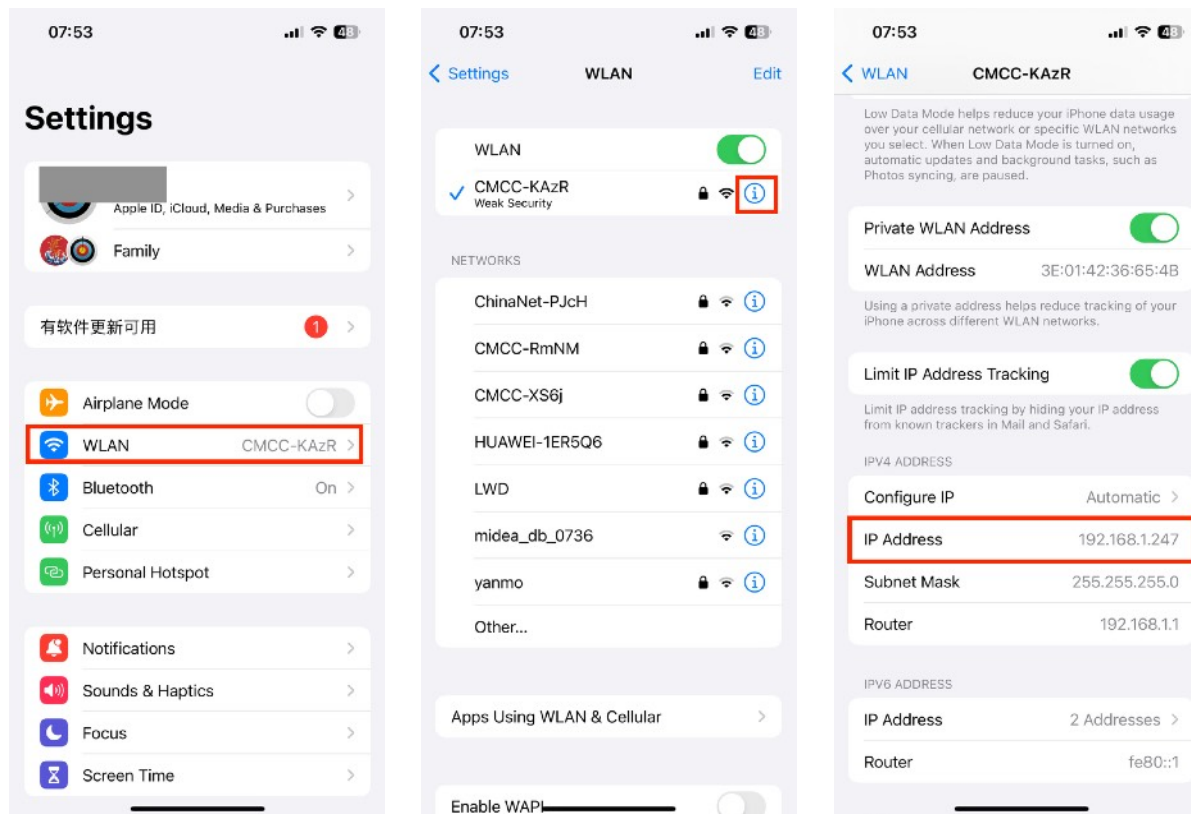 07:53
48
Settings
Apple ID, iCloud, Media & Purchases
Family
有软件更新可用
1
Airplane Mode
WLAN
CMCC-KAzR
Bluetooth
On
Cellular
Personal Hotspot
Notifications
Sounds & Haptics
Focus
Screen Time
07:53
48
Settings
WLAN
Edit
WLAN
CMCC-KAzR
Weak Security
NETWORKS
ChinaNet-PJcH
CMCC-RmNM
CMCC-XS6j
HUAWEI-1ER5Q6
LWD
midea_db_0736
yanmo
Other...
Apps Using WLAN & Cellular
Enable WAPI
07:53
48
WLAN
CMCC-KAzR
Low Data Mode helps reduce your iPhone data usage
over your cellular network or specific WLAN networks
you select. When Low Data Mode is turned on,
automatic updates and background tasks, such as
Photos syncing, are paused.
Private WLAN Address
WLAN Address
3E:01:42:36:65:4B
Using a private address helps reduce tracking of your
iPhone across different WLAN networks.
Limit IP Address Tracking
Limit IP address tracking by hiding your IP address
from known trackers in Mail and Safari.
IPV4 ADDRESS
Configure IP
Automatic
IP Address
192.168.1.247
Subnet Mask
255.255.255.0
Router
192.168.1.1
IPV6 ADDRESS
IP Address
2 Addresses
Router
fe80::1